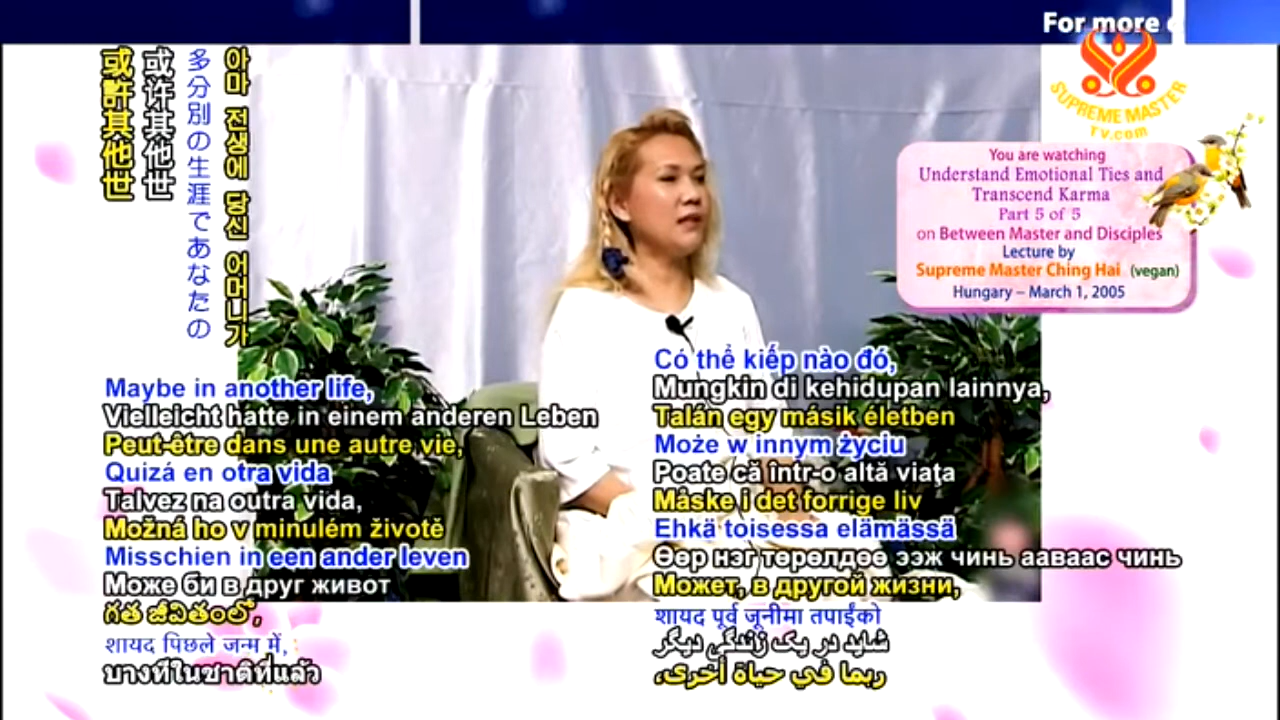 For more
SUPREME MASTER
TV.com
You are watching
Understand Emotional Ties and
Transcend Karma
Part 5 of 5
on Between Master and Disciples
Lecture by
Supreme Master Ching Hai (vegan)
Hungary – March 1, 2005
아마 전생에 당신 어머니가
多分別の生涯であなたの
或许其他世
或許其他世
Maybe in another life,
Vielleicht hatte in einem anderen Leben
Peut-être dans une autre vie,
Quizá en otra vida
Talvez na outra vida,
Možná ho v minulém životě
Misschien in een ander leven
Може би в друг живот
గత జీవితంలో,
शायद पिछले जन्म में,
บางทีในชาติที่แล้ว
Có thể kiếp nào đó,
Mungkin di kehidupan lainnya,
Talán egy másik életben
Może w innym życiu
Poate că într-o altă viaţa
Måske i det forrige liv
Ehkä toisessa elämässä
Өөр нэг төрөлдөө ээж чинь ааваас чинь
Может, в другой жизни,
शायद पूर्व जूनीमा तपाईंको
شاید در یک زندگی دیگر
ربما في حياة أخرى،